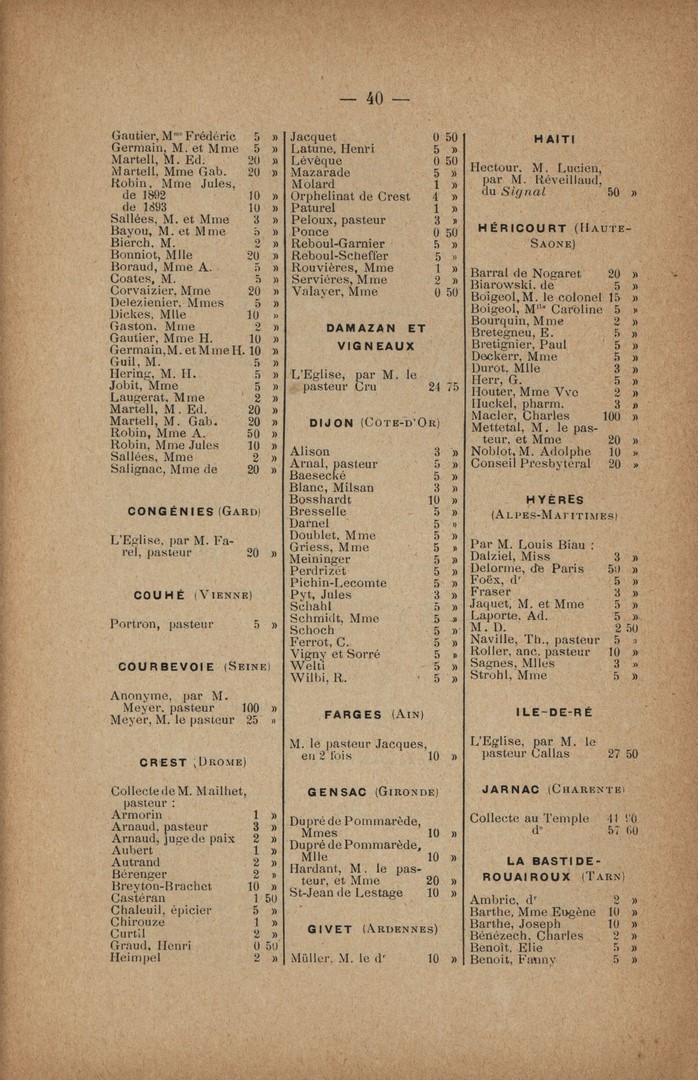 — 40 —
Gautier, Mme Frédéric 5 »
Germain, M. et Mme 5 »
Martell, M. Ed. 20 »
Martell, Mme Gab. 20 »
Robin, Mme Jules,
de 1892 10 »
de 1893 10 »
Sallées, M. et Mme 3 »
Bayou, M. et Mme 5 »
Bierch, M. 2 »
Bonniot, Mlle 20 »
Boraud, Mme A. 5 »
Coates, M. 5 »
Corvaizier, Mme 20 »
Delezienier, Mmes 5 »
Dickes, Mlle 10 »
Gaston, Mme 2 »
Gautier, Mme H. 10 »
Germain, M. et Mme H. 10 »
Guil, M. 5 »
Hering, M. H. 5 »
Jobit, Mme 5 »
Laugerat, Mme 2 »
Martell, M. Ed. 20 »
Martell, M. Gab. 20 »
Robin, Mme A. 50 »
Robin, Mme Jules 10 »
Sallées, Mme 2 »
Salignac, Mme de 20 »
CONGÉNIES (GARD)
L'Eglise, par M. Fa-
rel, pasteur 20 »
COUHÉ (VIENNE)
Portron, pasteur 5 »
COURBEVOIE (SEINE)
Anonyme, par M.
Meyer, pasteur 100 »
Meyer, M. le pasteur 25 »
CREST (DROME)
Collecte de M. Mailhet,
pasteur :
Armorin 1 »
Arnaud, pasteur 3 »
Arnaud, juge de paix 2 »
Aubert 1 »
Autrand 2 »
Bérenger 2 »
Breyton-Brachet 10 »
Castéran 1 50
Chaleuil, épicier 5 »
Chirouze 1 »
Curtil 2 »
Graud, Henri 0 50
Heimpel 2 »
Jacquet 0 50
Latune, Henri 5 »
Lévêque 0 50
Mazarade 5 »
Molard 1 »
Orphelinat de Crest 4 »
Paturel 1 »
Peloux, pasteur 3 »
Ponce 0 50
Reboul-Garnier 5 »
Reboul-Scheffer 5 »
Rouvières, Mme 1 »
Servières, Mme 2 »
Valayer, Mme 0 50
DAMAZAN ET
VIGNEAUX
L'Eglise, par M. le
pasteur Cru 24 75
DIJON (COTE-D'OR)
Alison 3 »
Arnal, pasteur 5 »
Baesecké 5 »
Blanc, Milsan 3 »
Bosshardt 10 »
Bresselle 5 »
Darnel 5 »
Doublet, Mme 5 »
Griess, Mme 5 »
Meininger 5 »
Perdrizet 5 »
Pichin-Lecomte 5 »
Pyt, Jules 3 »
Schahl 5 »
Schmidt, Mme 5 »
Schoch 5 »
Ferrot, C. 5 »
Vigny et Sorré 5 »
Welti 5 »
Wilbi, R. 5 »
FARGES (AIN)
M. le pasteur Jacques,
en 2 fois 10 »
GENSAC (GIRONDE)
Dupré de Pommarède,
Mmes 10 »
Dupré de Pommarède,
Mlle 10 »
Hardant, M. le pas-
teur, et Mme 20 »
St-Jean de Lestage 10 »
GIVET (ARDENNES)
Müller, M. le dr 10 »
HAITI
Hectour, M. Lucien,
par M. Réveillaud,
du Signal 50 »
HÉRICOURT (HAUTE-
SAONE)
Barral de Nogaret 20 »
Biarowski, de 5 »
Boigeol, M. le colonel 15 »
Boigeol, Mlle Caroline 5 »
Bourquin, Mme 2 »
Bretegneu, E. 5 »
Bretignier, Paul 5 »
Deckerr, Mme 5 »
Durot, Mlle 3 »
Herr, G. 5 »
Houter, Mme Vve 2 »
Huckel, pharm. 3 »
Macler, Charles 100 »
Mettetal, M. le pas-
teur, et Mme 20 »
Noblot, M. Adolphe 10 »
Conseil Presbytéral 20 »
HYÈRES
(ALPES-MARITIMES)
Par M. Louis Biau :
Dalziel, Miss 3 »
Delorme, de Paris 50 »
Foëx, dr 5 »
Fraser 3 »
Jaquet, M. et Mme 5 »
Laporte, Ad. 5 »
M. D. 2 50
Naville, Th., pasteur 5 »
Roller, anc. pasteur 10 »
Sagnes, Mlles 3 »
Strohl, Mme 5 »
ILE-DE-RÉ
L'Eglise, par M. le
pasteur Callas 27 50
JARNAC (CHARENTE)
Collecte au Temple
dº 57 60
LA BASTIDE-
ROUAIROUX (TARN)
Ambric, dr 2 »
Barthe, Mme Eugène 10 »
Barthe, Joseph 10 »
Bénézech, Charles 2 »
Benoit, Elie 5 »
Benoit, Fanny 5 »